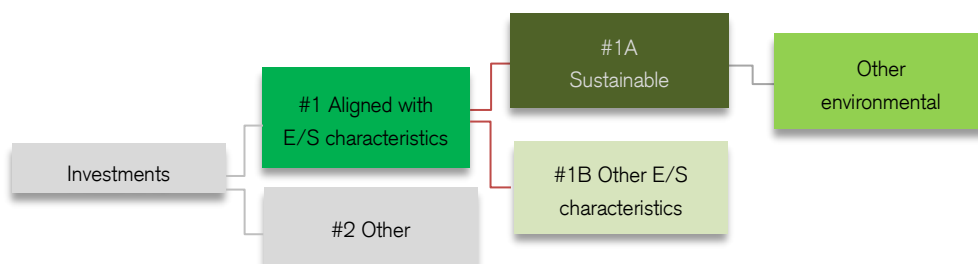 Investments
#1 Aligned with
E/S characteristics
#2 Other
#1A
Sustainable
#1B Other E/S
characteristics
Other
environmental